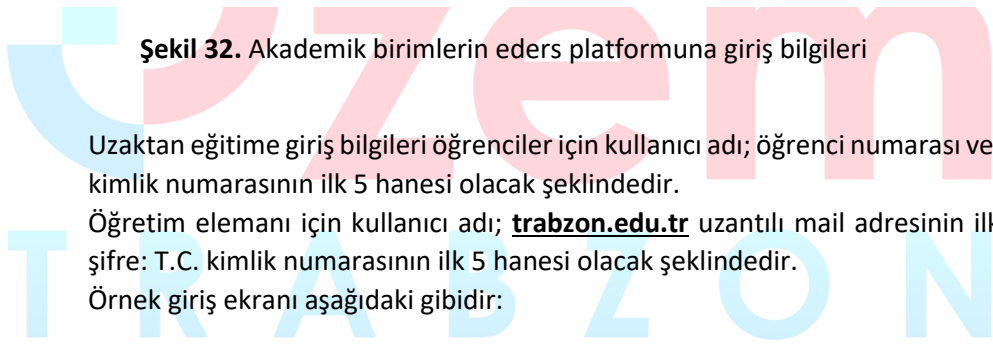 Şekil 32. Akademik birimlerin eders platformuna giriş bilgileri
Uzaktan eğitime giriş bilgileri öğrenciler için kullanıcı adı; öğrenci numarası ve
kimlik numarasının ilk 5 hanesi olacak şeklindedir.
Öğretim elemanı için kullanıcı adı; trabzon.edu.tr uzantılı mail adresinin ilk
şifre: T.C. kimlik numarasının ilk 5 hanesi olacak şeklindedir.
Örnek giriş ekranı aşağıdaki gibidir:
uzem
TRABZON